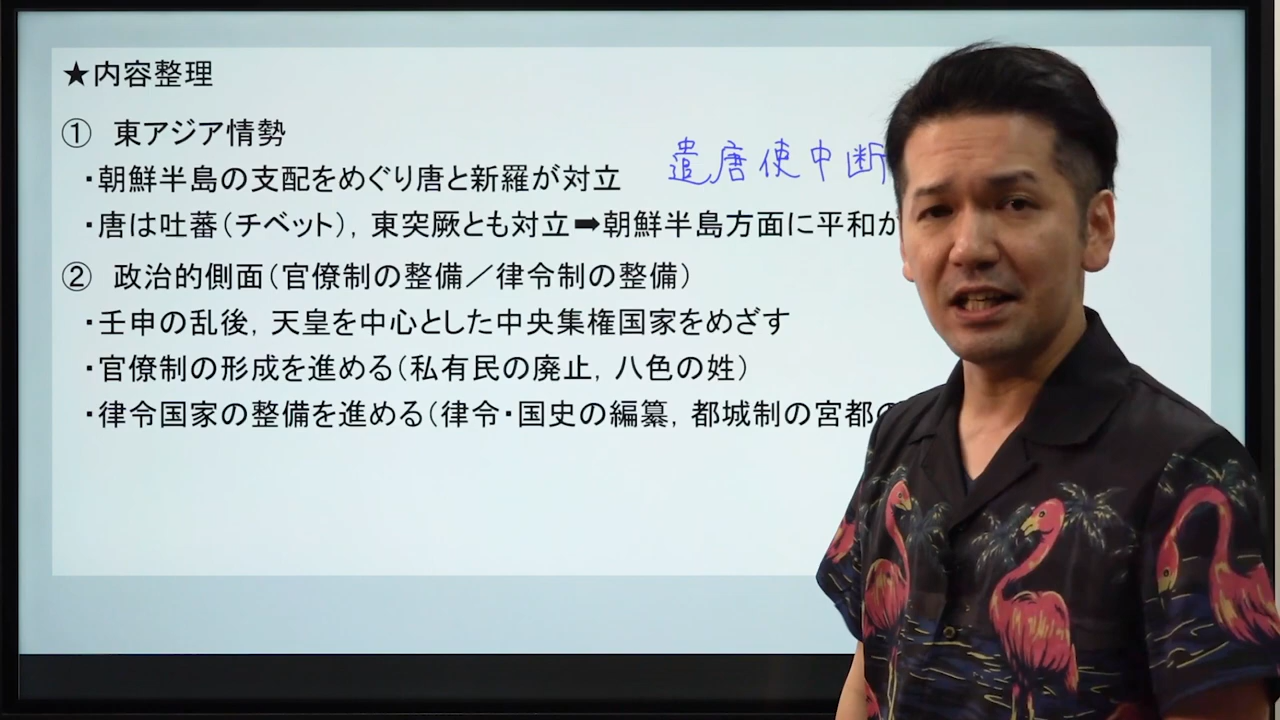 ★内容整理
① 東アジア情勢
・朝鮮半島の支配をめぐり唐と新羅が対立
遣唐使中断
・唐は吐蕃(チベット),東突厥とも対立➡朝鮮半島方面に平和が
② 政治的側面(官僚制の整備／律令制の整備)
・壬申の乱後,天皇を中心とした中央集権国家をめざす
・官僚制の形成を進める(私有民の廃止,八色の姓)
・律令国家の整備を進める(律令・国史の編纂,都城制の宮都の